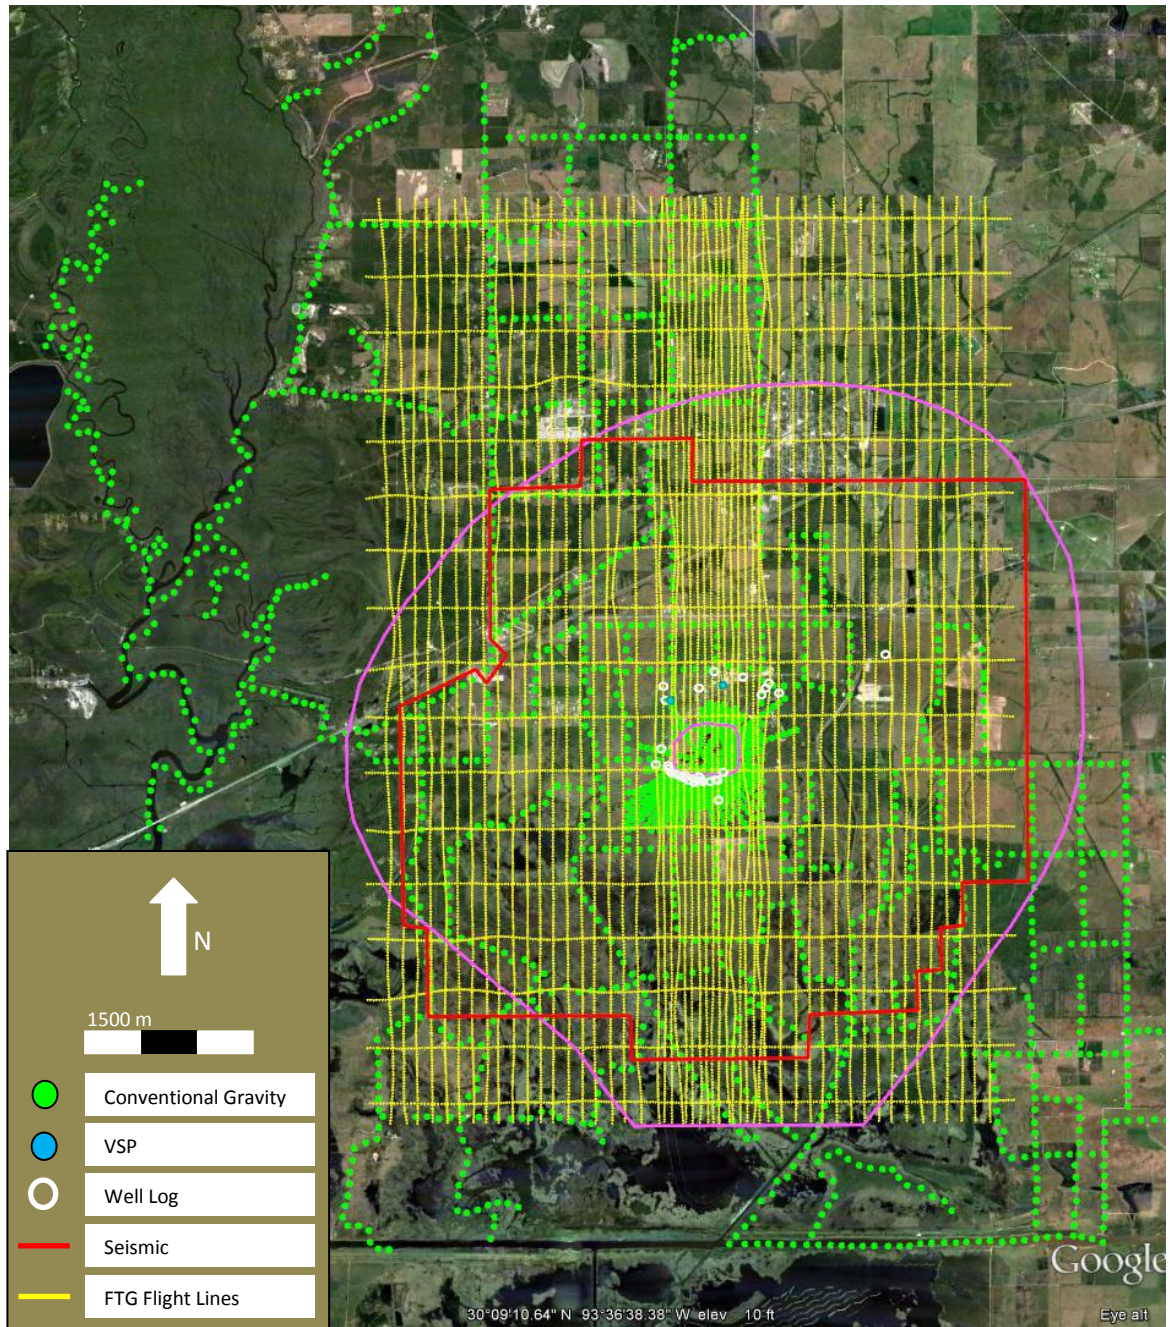 N
1500 m
Conventional Gravity
VSP
Well Log
Seismic
FTG Flight Lines
Google
30°09'10.64" N 93°36'38.38" W elev 10 ft
Eye alt